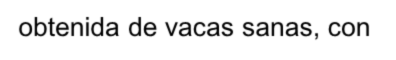 obtenida de vacas sanas, con